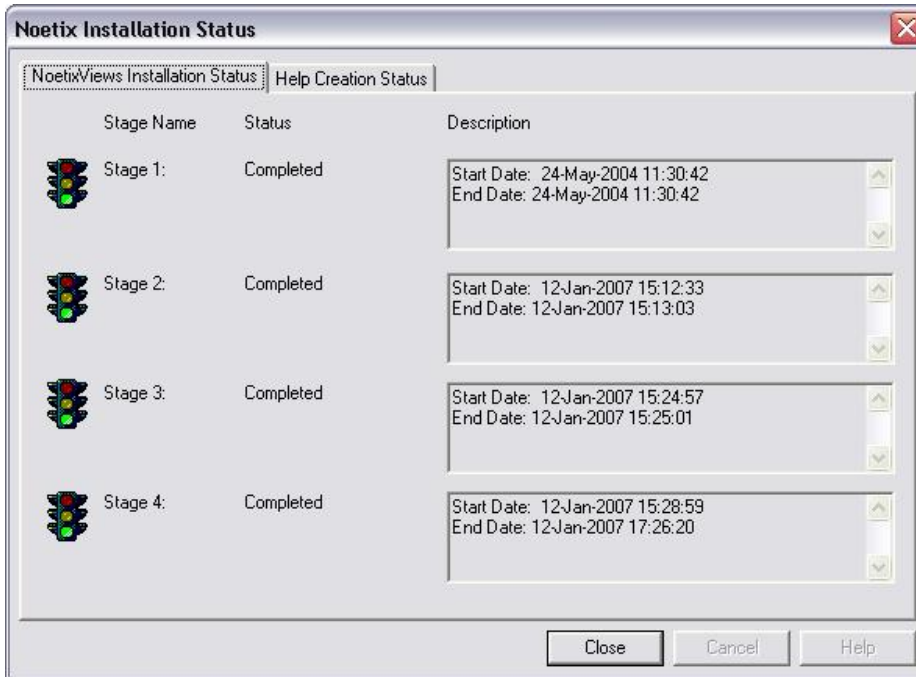 Noetix Installation Status
NoetixViews Installation Status Help Creation Status
Stage Name Status Description
Stage 1: Completed
Start Date: 24-May-2004 11:30:42
End Date: 24-May-2004 11:30:42
Stage 2: Completed
Start Date: 12-Jan-2007 15:12:33
End Date: 12-Jan-2007 15:13:03
Stage 3: Completed
Start Date: 12-Jan-2007 15:24:57
End Date: 12-Jan-2007 15:25:01
Stage 4: Completed
Start Date: 12-Jan-2007 15:28:59
End Date: 12-Jan-2007 17:26:20
Close Cancel Help